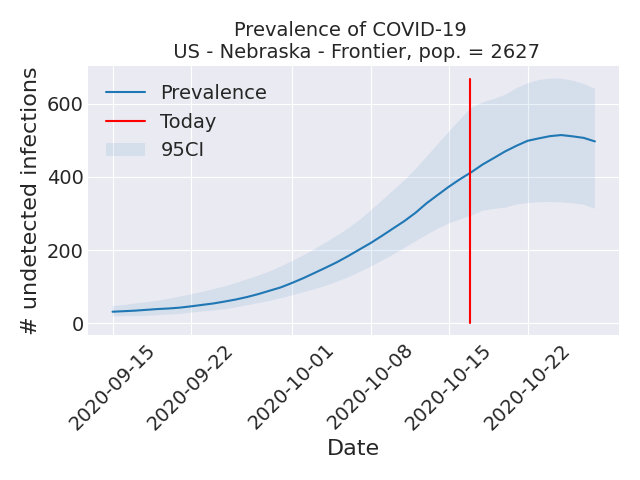 Prevalence of COVID-19
US - Nebraska - Frontier, pop. = 2627
# undetected infections
600
400
200
0
Prevalence
Today
95CI
2020-09-15
2020-09-22
2020-10-01
2020-10-08
2020-10-15
2020-10-22
Date